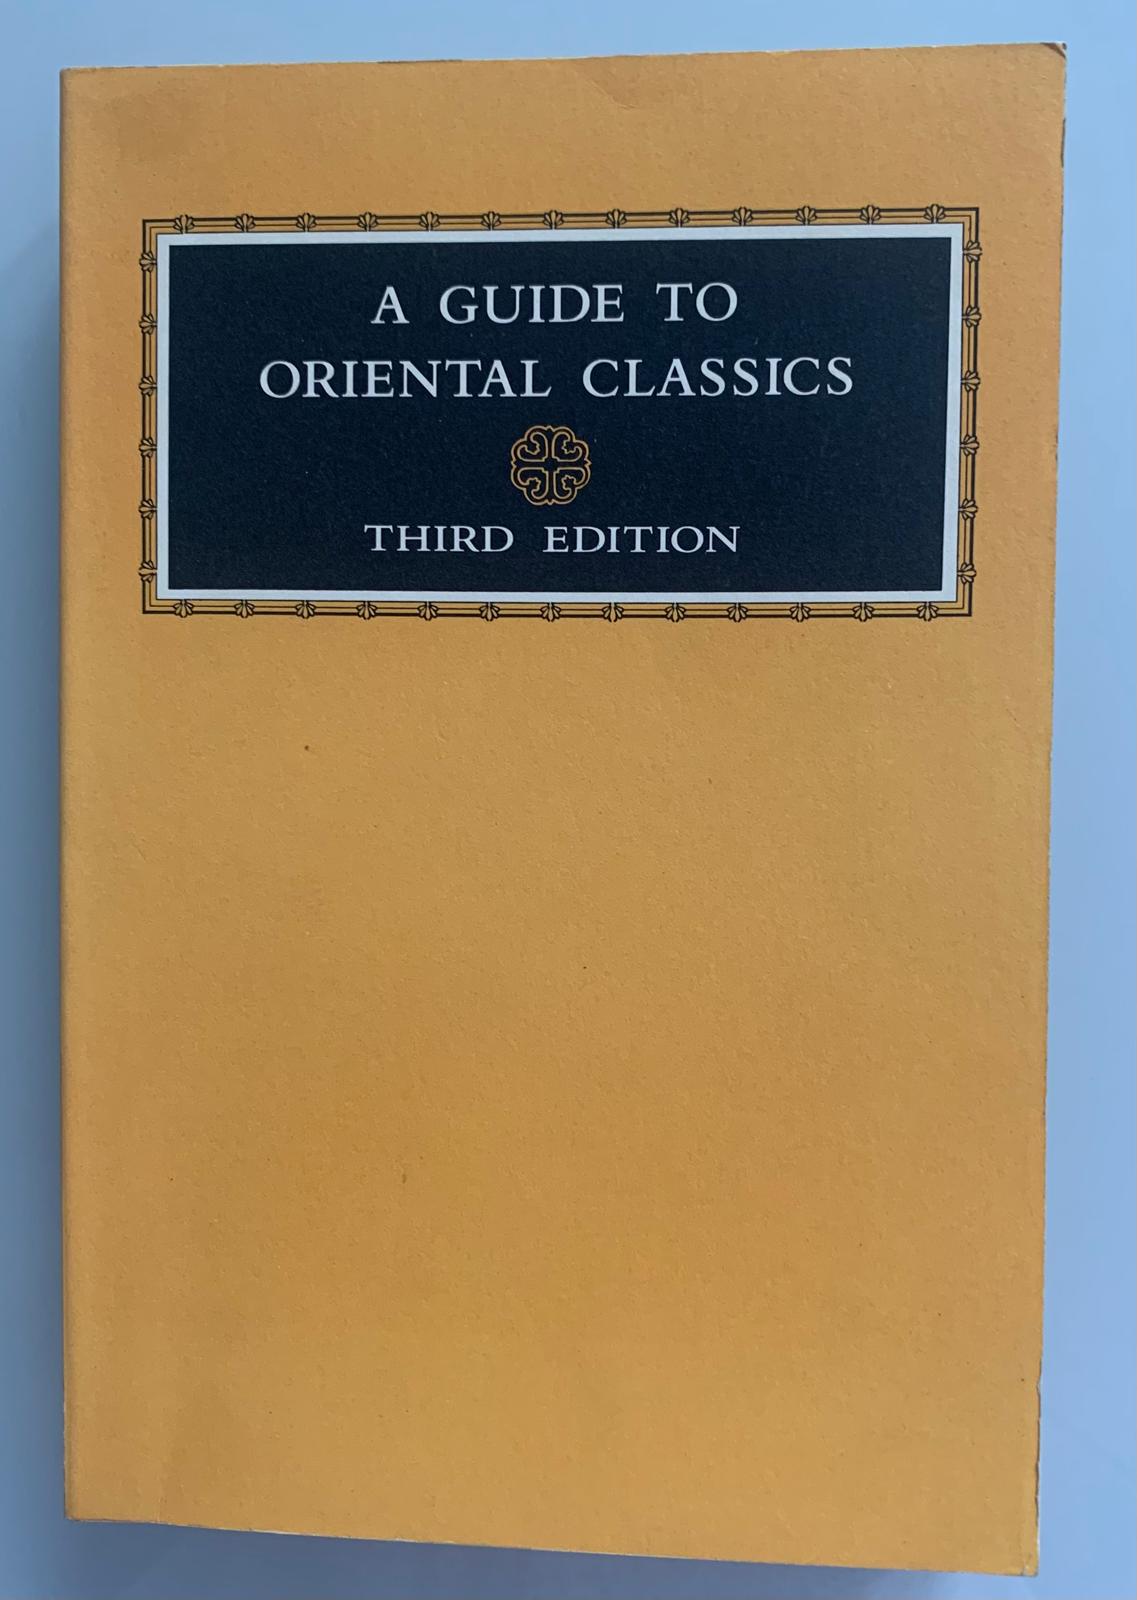 A GUIDE TO
ORIENTAL CLASSICS
THIRD EDITION